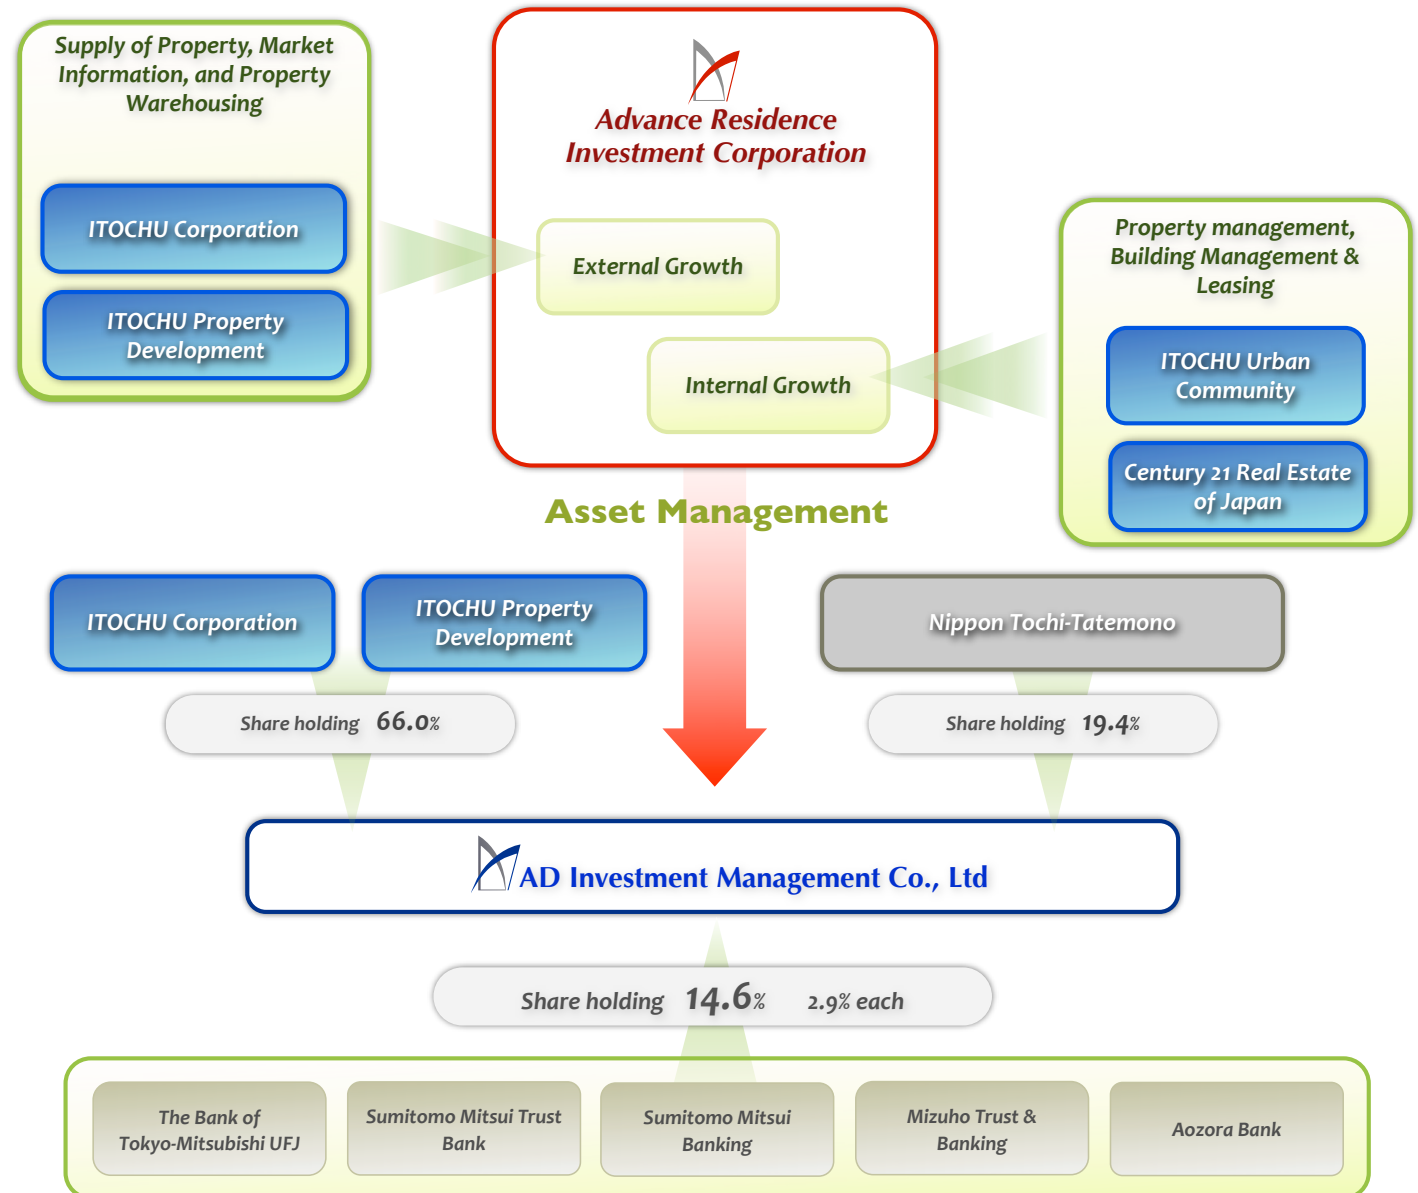 Supply of Property, Market
Information, and Property
Warehousing
ITOCHU Corporation
ITOCHU Property
Development
Advance Residence
Investment Corporation
External Growth
Internal Growth
Property management,
Building Management &
Leasing
ITOCHU Urban
Community
Century 21 Real Estate
of Japan
Asset Management
ITOCHU Corporation
ITOCHU Property
Development
Nippon Tochi-Tatemono
Share holding 66.0%
Share holding 19.4%
AD Investment Management Co., Ltd
Share holding 14.6% 2.9% each
The Bank of
Tokyo-Mitsubishi UFJ
Sumitomo Mitsui Trust
Bank
Sumitomo Mitsui
Banking
Mizuho Trust &
Banking
Aozora Bank